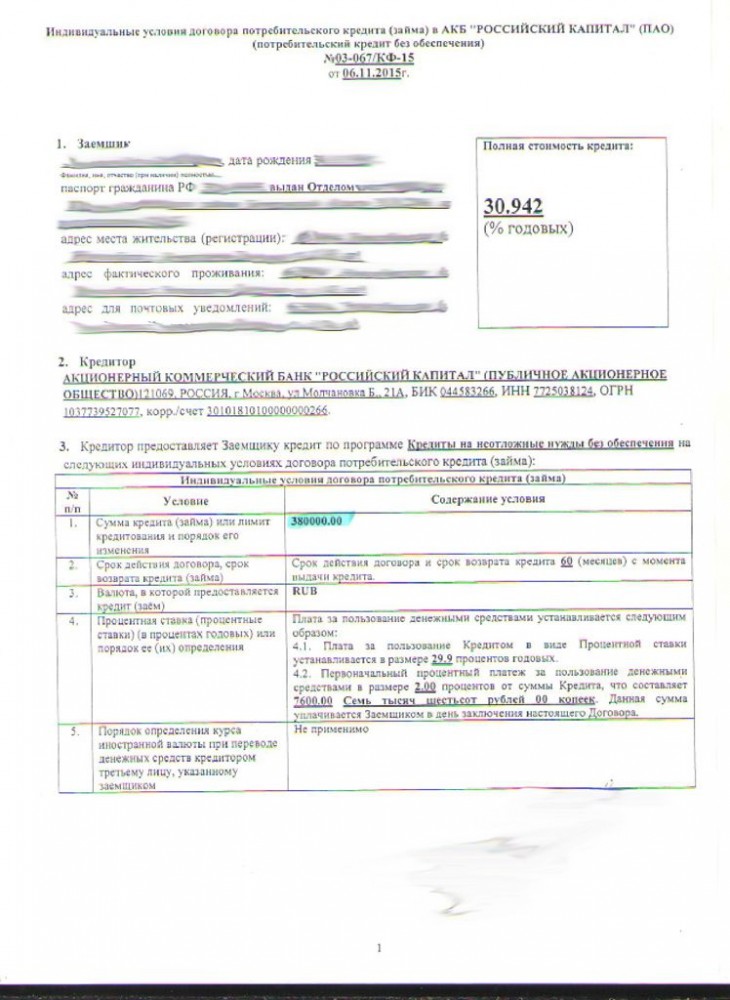 Индивидуальные условия договора потребительского кредита (займа) в АКБ "РОССИЙСКИЙ КАПИТАЛ" (ПАО)
(потребительский кредит без обеспечения)
№03-067/КФ-15
от 06.11.2015г.
1. Заемщик
, дата рождения
Фамилия, имя, отчество (при наличии) полностью
паспорт гражданина РФ выдан Отделом
адрес места жительства (регистрации):
адрес фактического проживания:
адрес для почтовых уведомлений:
Полная стоимость кредита:
30.942
(% годовых)
2. Кредитор
АКЦИОНЕРНЫЙ КОММЕРЧЕСКИЙ БАНК "РОССИЙСКИЙ КАПИТАЛ" (ПУБЛИЧНОЕ АКЦИОНЕРНОЕ
ОБЩЕСТВО)121069, РОССИЯ, г Москва, ул Молчановка Б., 21А, БИК 044583266, ИНН 7725038124, ОГРН
1037739527077, корр./счет 30101810100000000266.
3. Кредитор предоставляет Заемщику кредит по программе Кредиты на неотложные нужды без обеспечения на
следующих индивидуальных условиях договора потребительского кредита (займа):
Индивидуальные условия договора потребительского кредита (займа)
№
п/п
Условие
Содержание условия
1.
Сумма кредита (займа) или лимит
кредитования и порядок его
изменения
380000.00
2.
Срок действия договора, срок
возврата кредита (займа)
Срок действия договора и срок возврата кредита 60 (месяцев) с момента
выдачи кредита.
3.
Валюта, в которой предоставляется
кредит (заём)
RUB
4.
Процентная ставка (процентные
ставки) (в процентах годовых) или
порядок ее (их) определения
Плата за пользование денежными средствами устанавливается следующим
образом:
4.1. Плата за пользование Кредитом в виде Процентной ставки
устанавливается в размере 29.9 процентов годовых.
4.2. Первоначальный процентный платеж за пользование денежными
средствами в размере 2.00 процентов от суммы Кредита, что составляет
7600.00 Семь тысяч шестьсот рублей 00 копеек. Данная сумма
уплачивается Заемщиком в день заключения настоящего Договора.
5.
Порядок определения курса
иностранной валюты при переводе
денежных средств кредитором
третьему лицу, указанному
заемщиком
Не применимо
1